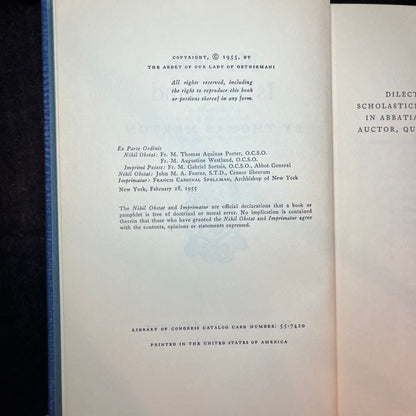 COPYRIGHT, © 1955, BY
THE ABBEY OF OUR LADY OF GETHSEMANI
All rights reserved, including
the right to reproduce this book
or portions thereof in any form.
Ex Parte Ordinis
Nihil Obstat: Fr. M. Thomas Aquinas Porter, O.C.S.O.
Fr. M. Augustine Westland, O.C.S.O.
Imprimi Potest: Fr. M. Gabriel Sortais, O.C.S.O., Abbot General
Nihil Obstat: John M. A. Fearns, S.T.D., Censor librorum
Imprimatur: FRANCIS CARDINAL SPELLMAN, Archbishop of New York
New York, February 28, 1955
The Nihil Obstat and Imprimatur are official declarations that a book or
pamphlet is free of doctrinal or moral error. No implication is contained
therein that those who have granted the Nihil Obstat and Imprimatur agree
with the contents, opinions or statements expressed.
LIBRARY OF CONGRESS CATALOG CARD NUMBER: 55-7420
PRINTED IN THE UNITED STATES OF AMERICA
DILECT
SCHOLASTIC
IN ABBATIA
AUCTOR, QU